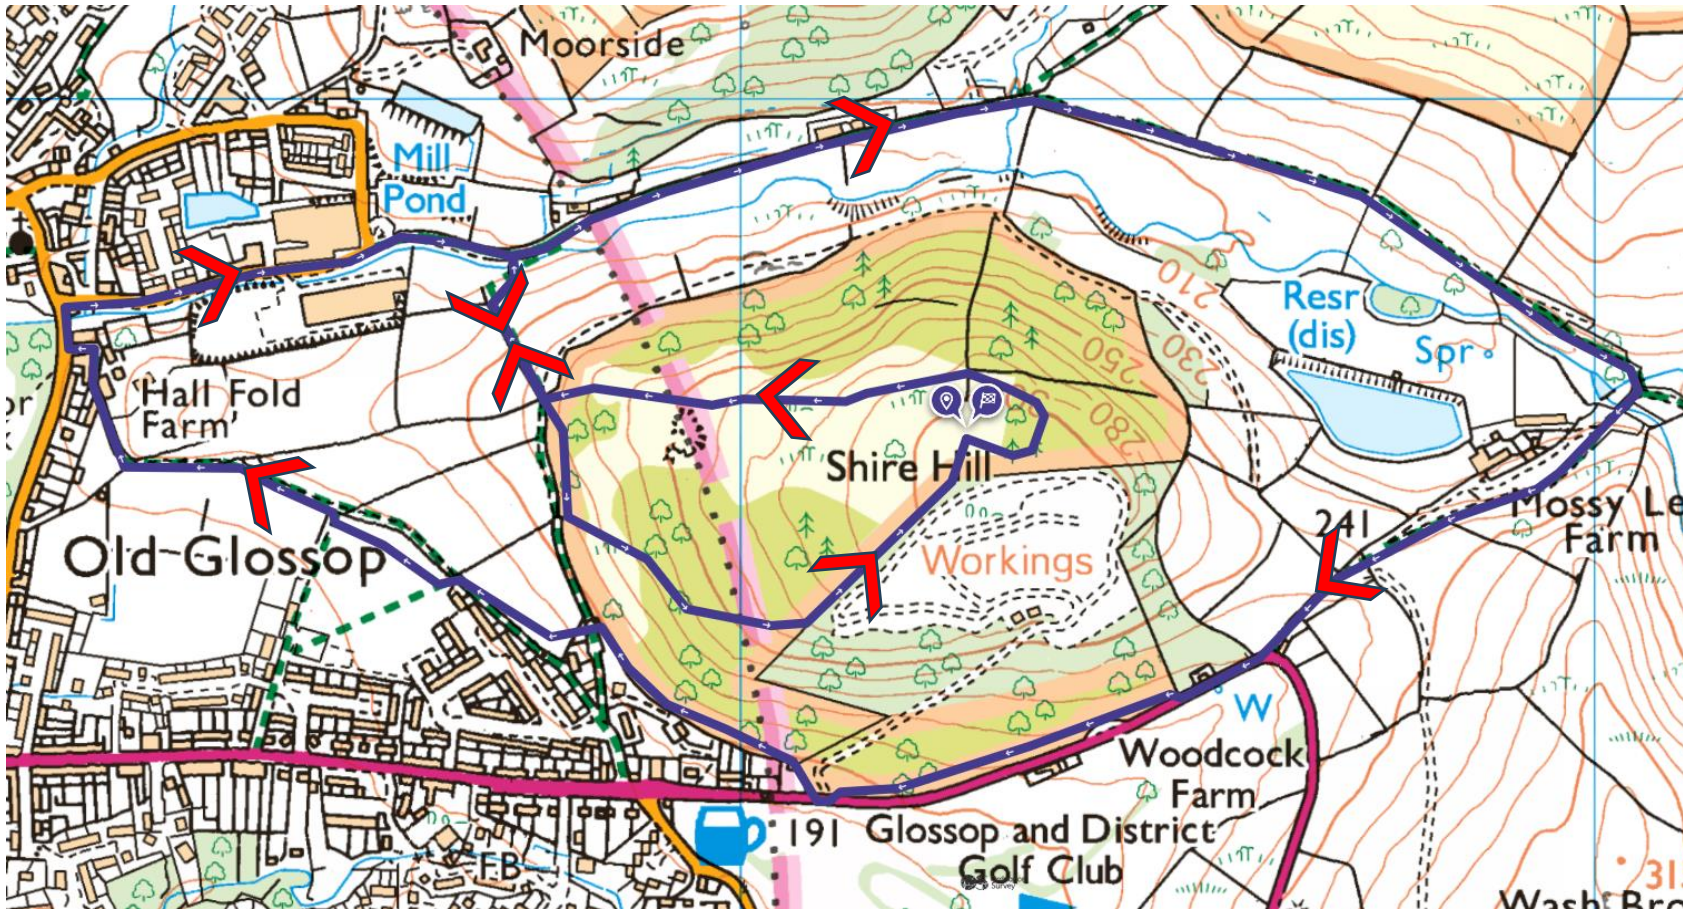 Moorside
Mill
Pond
210
Resr
(dis)
Spr
250
230
Hall Fold
Farm
Shire Hill
280
241
Mossy Le
Farm
Old Glossop
Workings
W
Woodcock
Farm
191
Glossop and District
Golf Club
Survey
FB
31
Wash Bro